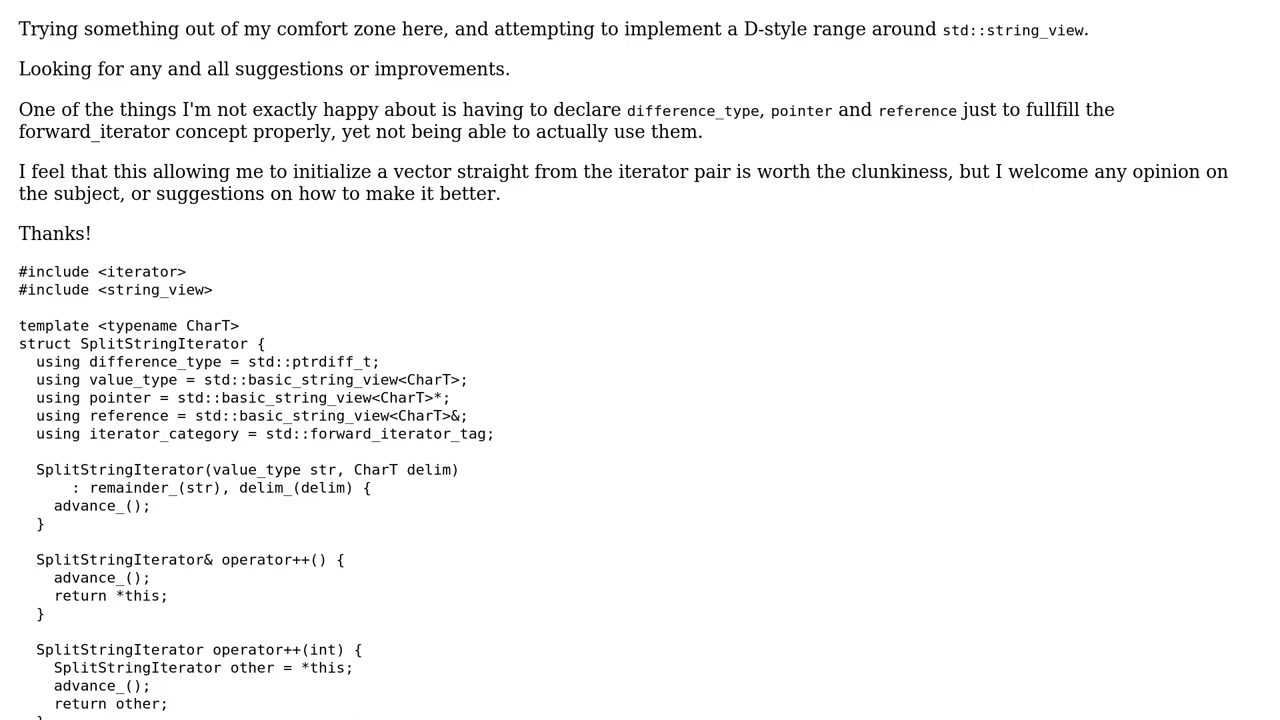 Trying something out of my comfort zone here, and attempting to implement a D-style range around std::string_view.
Looking for any and all suggestions or improvements.
One of the things I'm not exactly happy about is having to declare difference_type, pointer and reference just to fullfill the
forward_iterator concept properly, yet not being able to actually use them.
I feel that this allowing me to initialize a vector straight from the iterator pair is worth the clunkiness, but I welcome any opinion on
the subject, or suggestions on how to make it better.
Thanks!
#include <iterator>
#include <string_view>
template <typename CharT>
struct SplitStringIterator {
  using difference_type = std::ptrdiff_t;
  using value_type = std::basic_string_view<CharT>;
  using pointer = std::basic_string_view<CharT>*;
  using reference = std::basic_string_view<CharT>&;
  using iterator_category = std::forward_iterator_tag;
  SplitStringIterator(value_type str, CharT delim)
      : remainder_(str), delim_(delim) {
    advance_();
  }
  SplitStringIterator& operator++() {
    advance_();
    return *this;
  }
  SplitStringIterator operator++(int) {
    SplitStringIterator other = *this;
    advance_();
    return other;